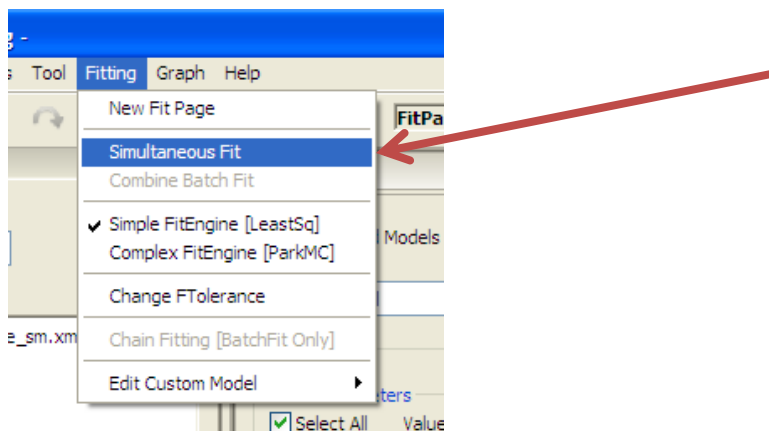 g -
s Tool Fitting Graph Help
New Fit Page
FitPa
Simultaneous Fit
Combine Batch Fit
Simple FitEngine [LeastSq]
l Models
Complex FitEngine [ParkMC]
Change FTolerance
e_sm.xm
Chain Fitting [BatchFit Only]
Edit Custom Model
ters
Select All Value